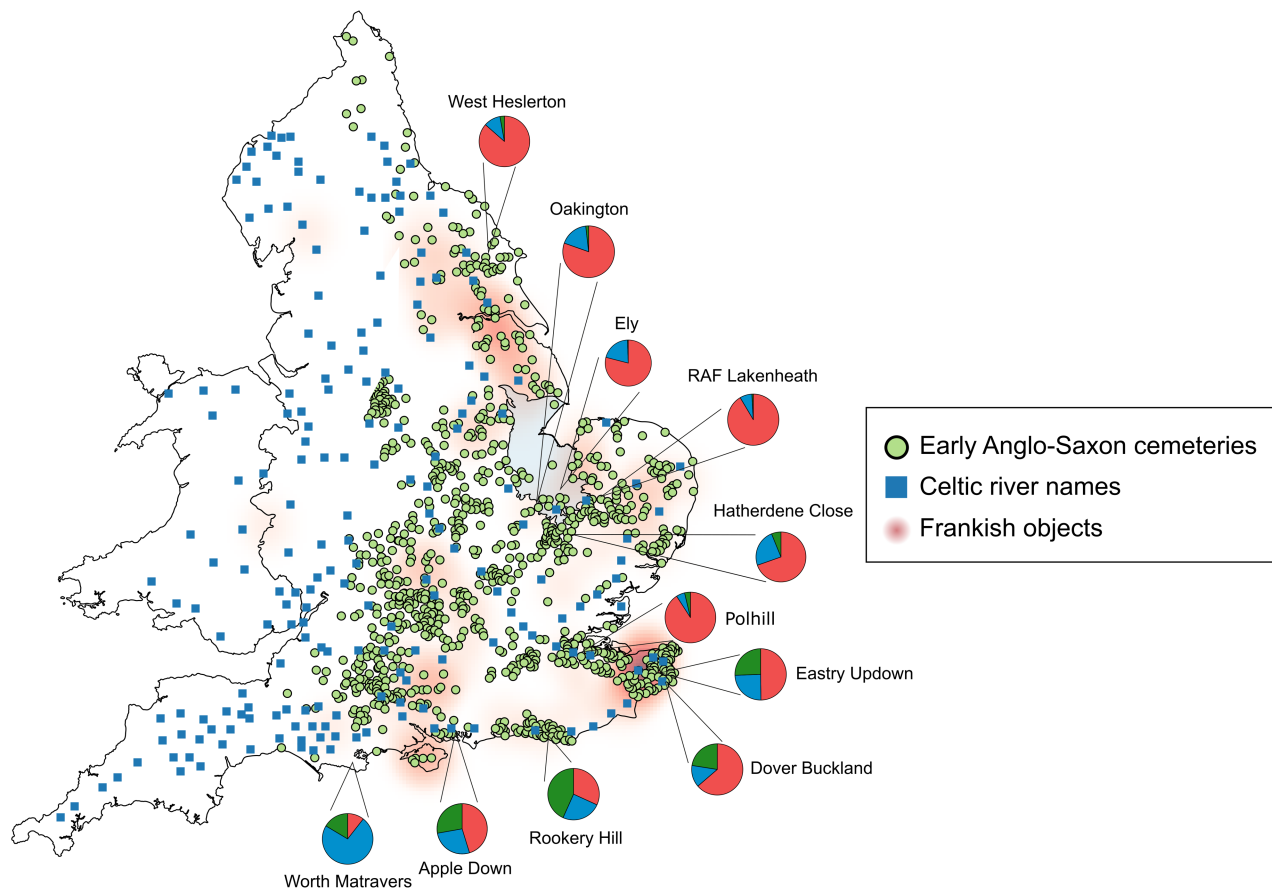 West Heslerton
Oakington
Ely
RAF Lakenheath
Early Anglo-Saxon cemeteries
Celtic river names
Frankish objects
Hatherdene Close
Polhill
Eastry Updown
Dover Buckland
Rookery Hill
Apple Down
Worth Matravers